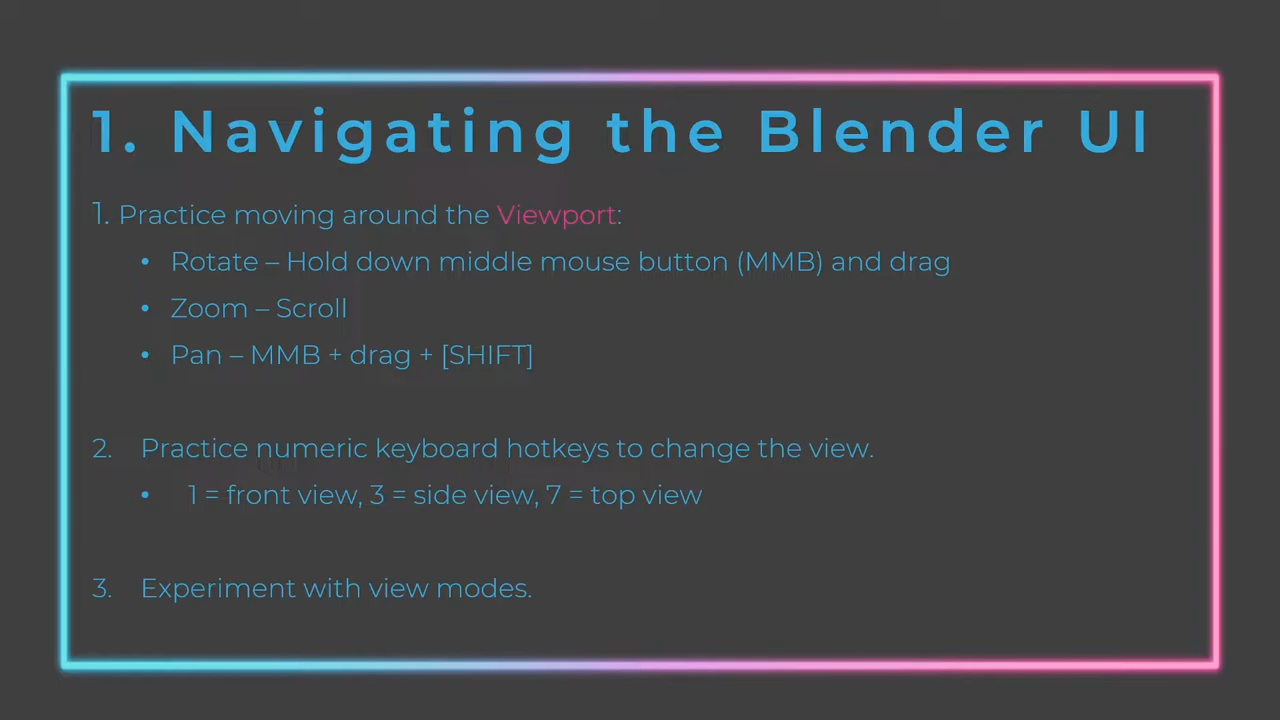 1. Navigating the Blender UI
1. Practice moving around the Viewport:
• Rotate – Hold down middle mouse button (MMB) and drag
• Zoom – Scroll
• Pan – MMB + drag + [SHIFT]
2. Practice numeric keyboard hotkeys to change the view.
• 1 = front view, 3 = side view, 7 = top view
3. Experiment with view modes.